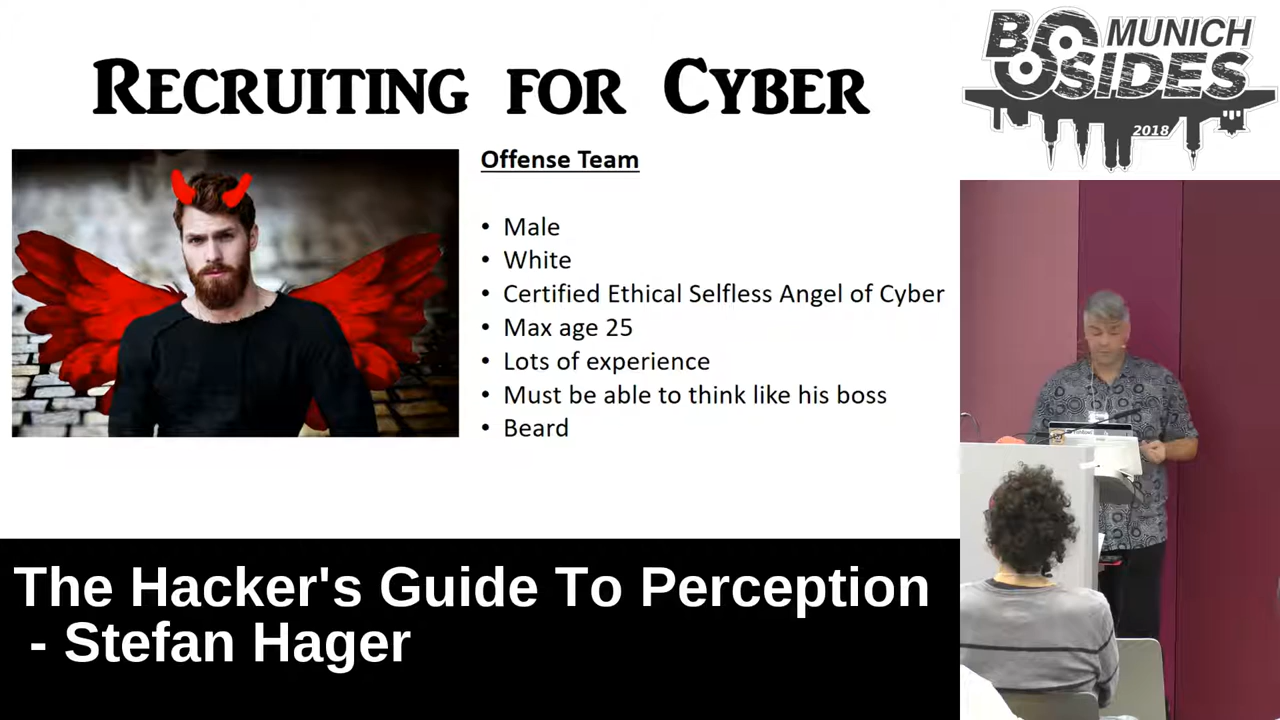 RECRUITING FOR CYBER
Offense Team
• Male
• White
• Certified Ethical Selfless Angel of Cyber
• Max age 25
• Lots of experience
• Must be able to think like his boss
• Beard
BSIDES MUNICH
2018
The Hacker's Guide To Perception
- Stefan Hager